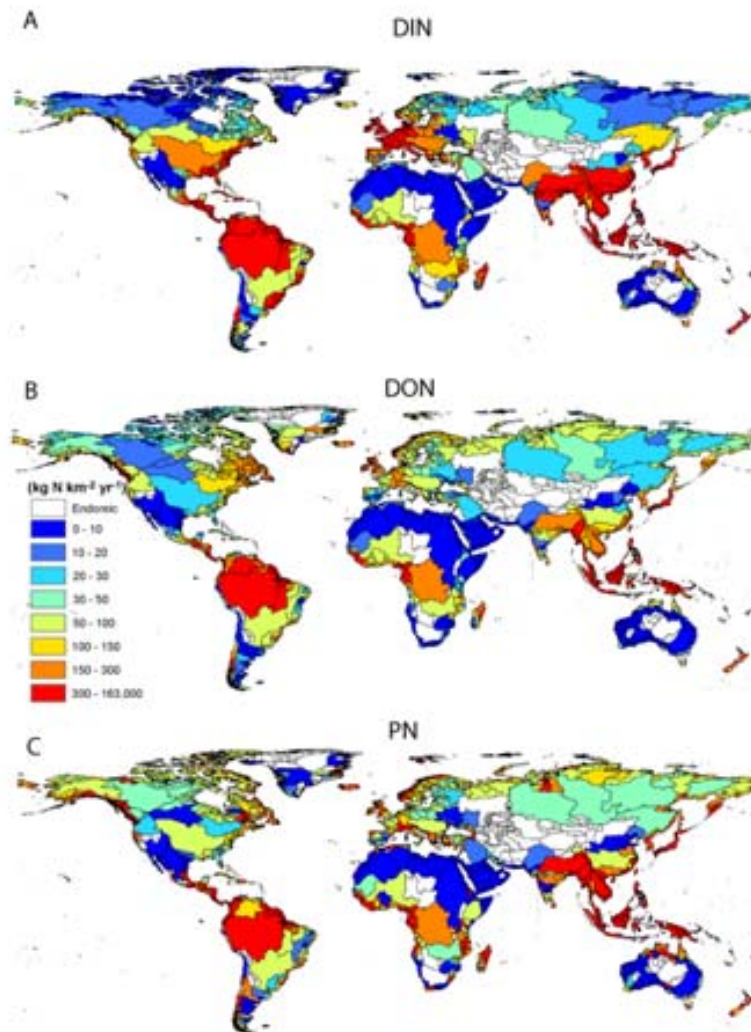 A
DIN
B
DON
(kg N km⁻² yr⁻¹)
Endoreic
0 - 10
10 - 20
20 - 30
30 - 50
50 - 100
100 - 150
150 - 300
300 - 163,000
C
PN